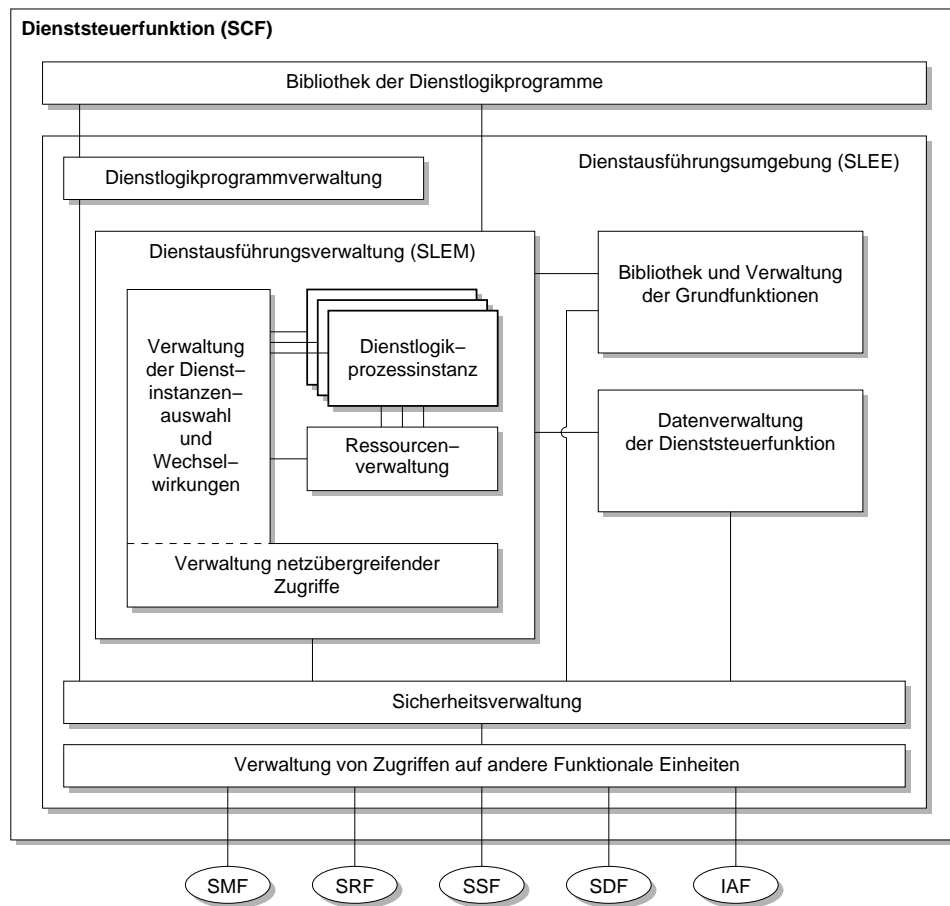 Dienststeuerfunktion (SCF)
Bibliothek der Dienstlogikprogramme
Dienstausführungsumgebung (SLEE)
Dienstlogikprogrammverwaltung
Dienstausführungsverwaltung (SLEM)
Bibliothek und Verwaltung
der Grundfunktionen
Verwaltung
der Dienst–
instanzen–
auswahl
und
Wechsel–
wirkungen
Dienstlogik–
prozessinstanz
Ressourcen–
verwaltung
Datenverwaltung
der Dienststeuerfunktion
Verwaltung netzübergreifender
Zugriffe
Sicherheitsverwaltung
Verwaltung von Zugriffen auf andere Funktionale Einheiten
SMF
SRF
SSF
SDF
IAF